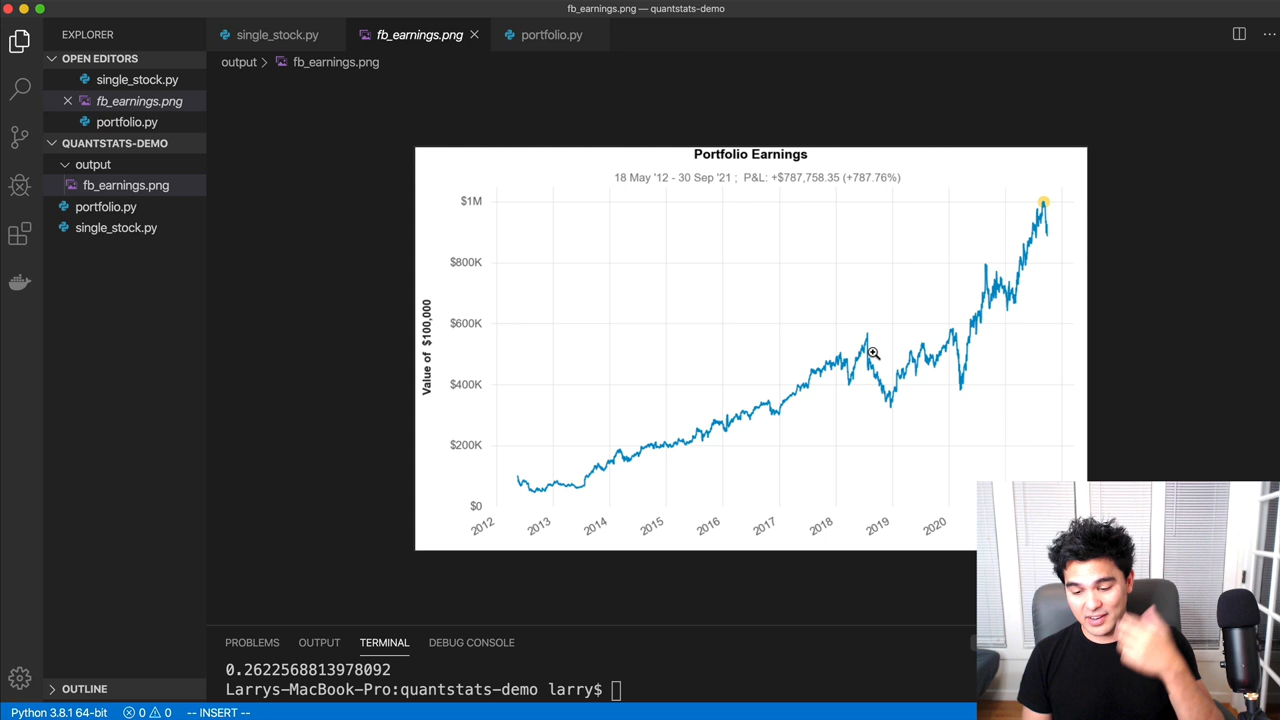 fb_earnings.png — quantstats-demo
EXPLORER
single_stock.py
fb_earnings.png
portfolio.py
OPEN EDITORS
single_stock.py
fb_earnings.png
portfolio.py
QUANTSTATS-DEMO
output
fb_earnings.png
portfolio.py
single_stock.py
output > fb_earnings.png
Portfolio Earnings
18 May '12 - 30 Sep '21 ; P&L: +$787,758.35 (+787.76%)
Value of $100,000
$1M
$800K
$600K
$400K
$200K
$0
2012
2013
2014
2015
2016
2017
2018
2019
2020
PROBLEMS
OUTPUT
TERMINAL
DEBUG CONSOLE
0.2622568813978092
Larrys-MacBook-Pro:quantstats-demo larry$
OUTLINE
Python 3.8.1 64-bit
0
0
-- INSERT --